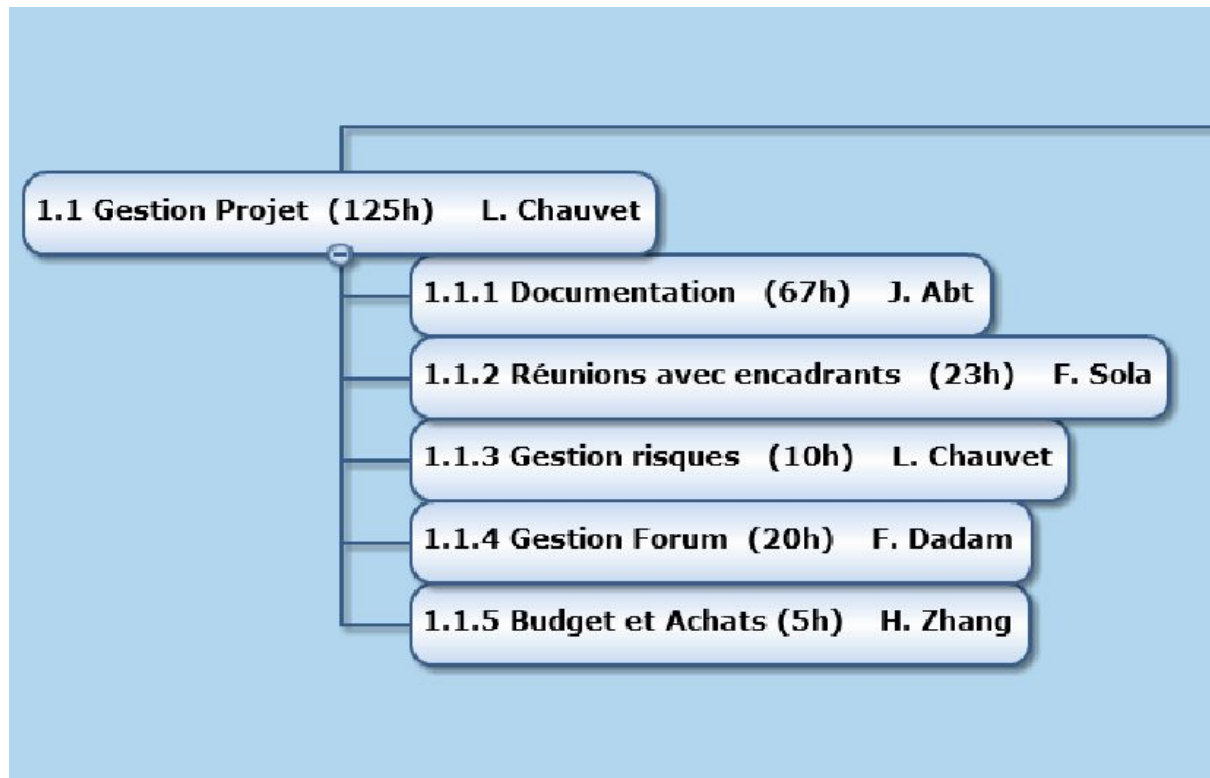 1.1 Gestion Projet (125h) L. Chauvet
1.1.1 Documentation (67h) J. Abt
1.1.2 Réunions avec encadrants (23h) F. Sola
1.1.3 Gestion risques (10h) L. Chauvet
1.1.4 Gestion Forum (20h) F. Dadam
1.1.5 Budget et Achats (5h) H. Zhang